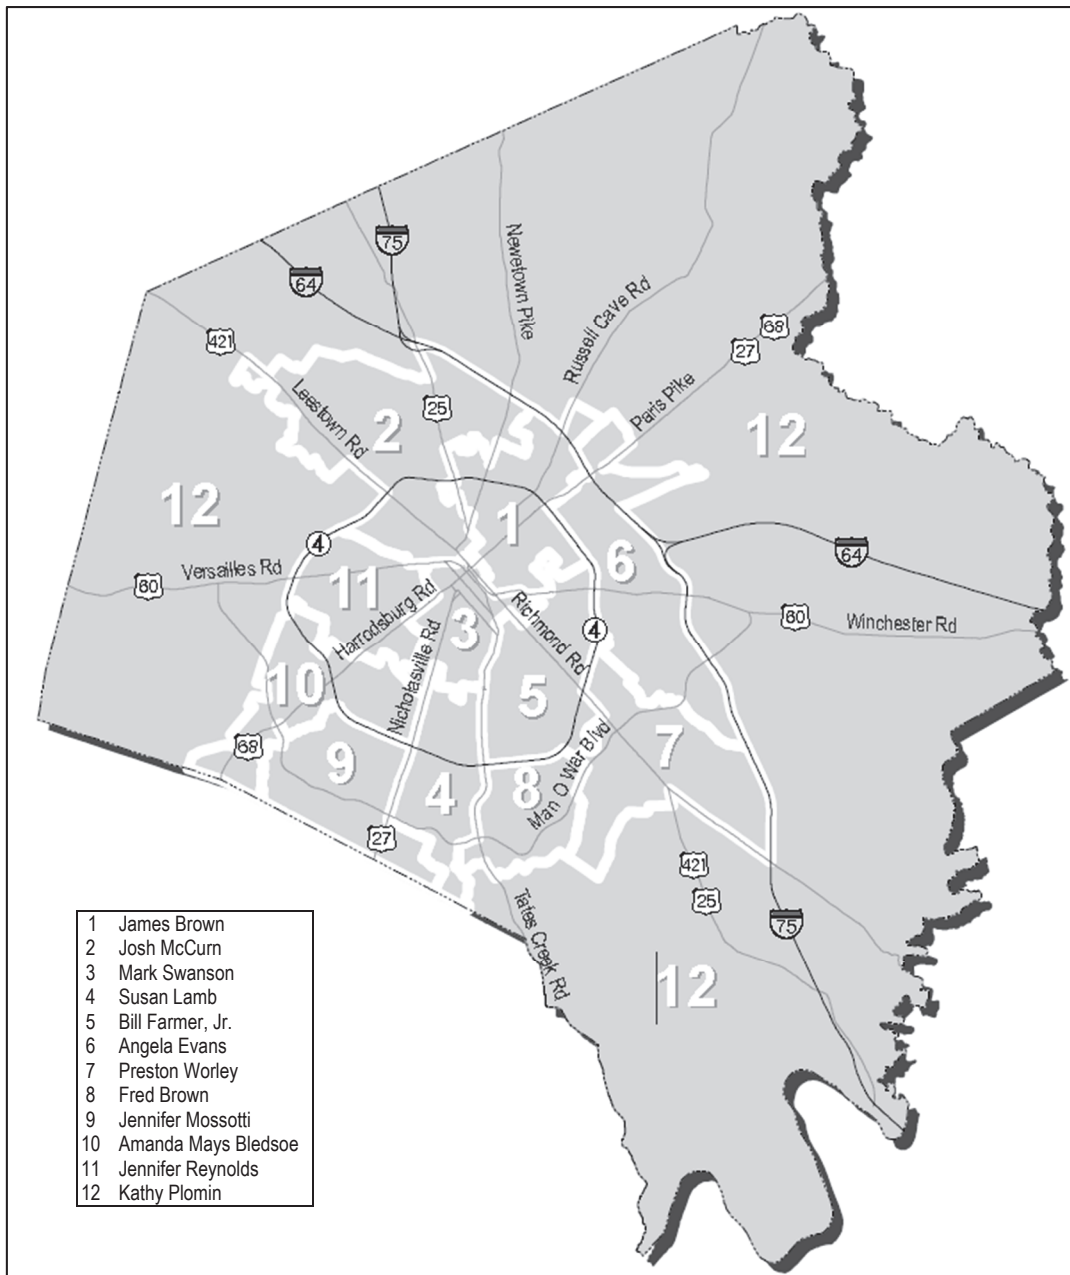 75
64
Newetown Pike
Russell Cave Rd
68
27
421
Paris Pike
Leestown Rd
25
2
12
12
1
4
6
64
Versailles Rd
60
11
Harrodsburg Rd
Richmond Rd
60
Winchester Rd
3
4
Nicholasville Rd
10
5
68
7
9
4
8
Man O War Blvd
27
421
25
75
Tates Creek Rd
12
1 James Brown
2 Josh McCurn
3 Mark Swanson
4 Susan Lamb
5 Bill Farmer, Jr.
6 Angela Evans
7 Preston Worley
8 Fred Brown
9 Jennifer Mossotti
10 Amanda Mays Bledsoe
11 Jennifer Reynolds
12 Kathy Plomin